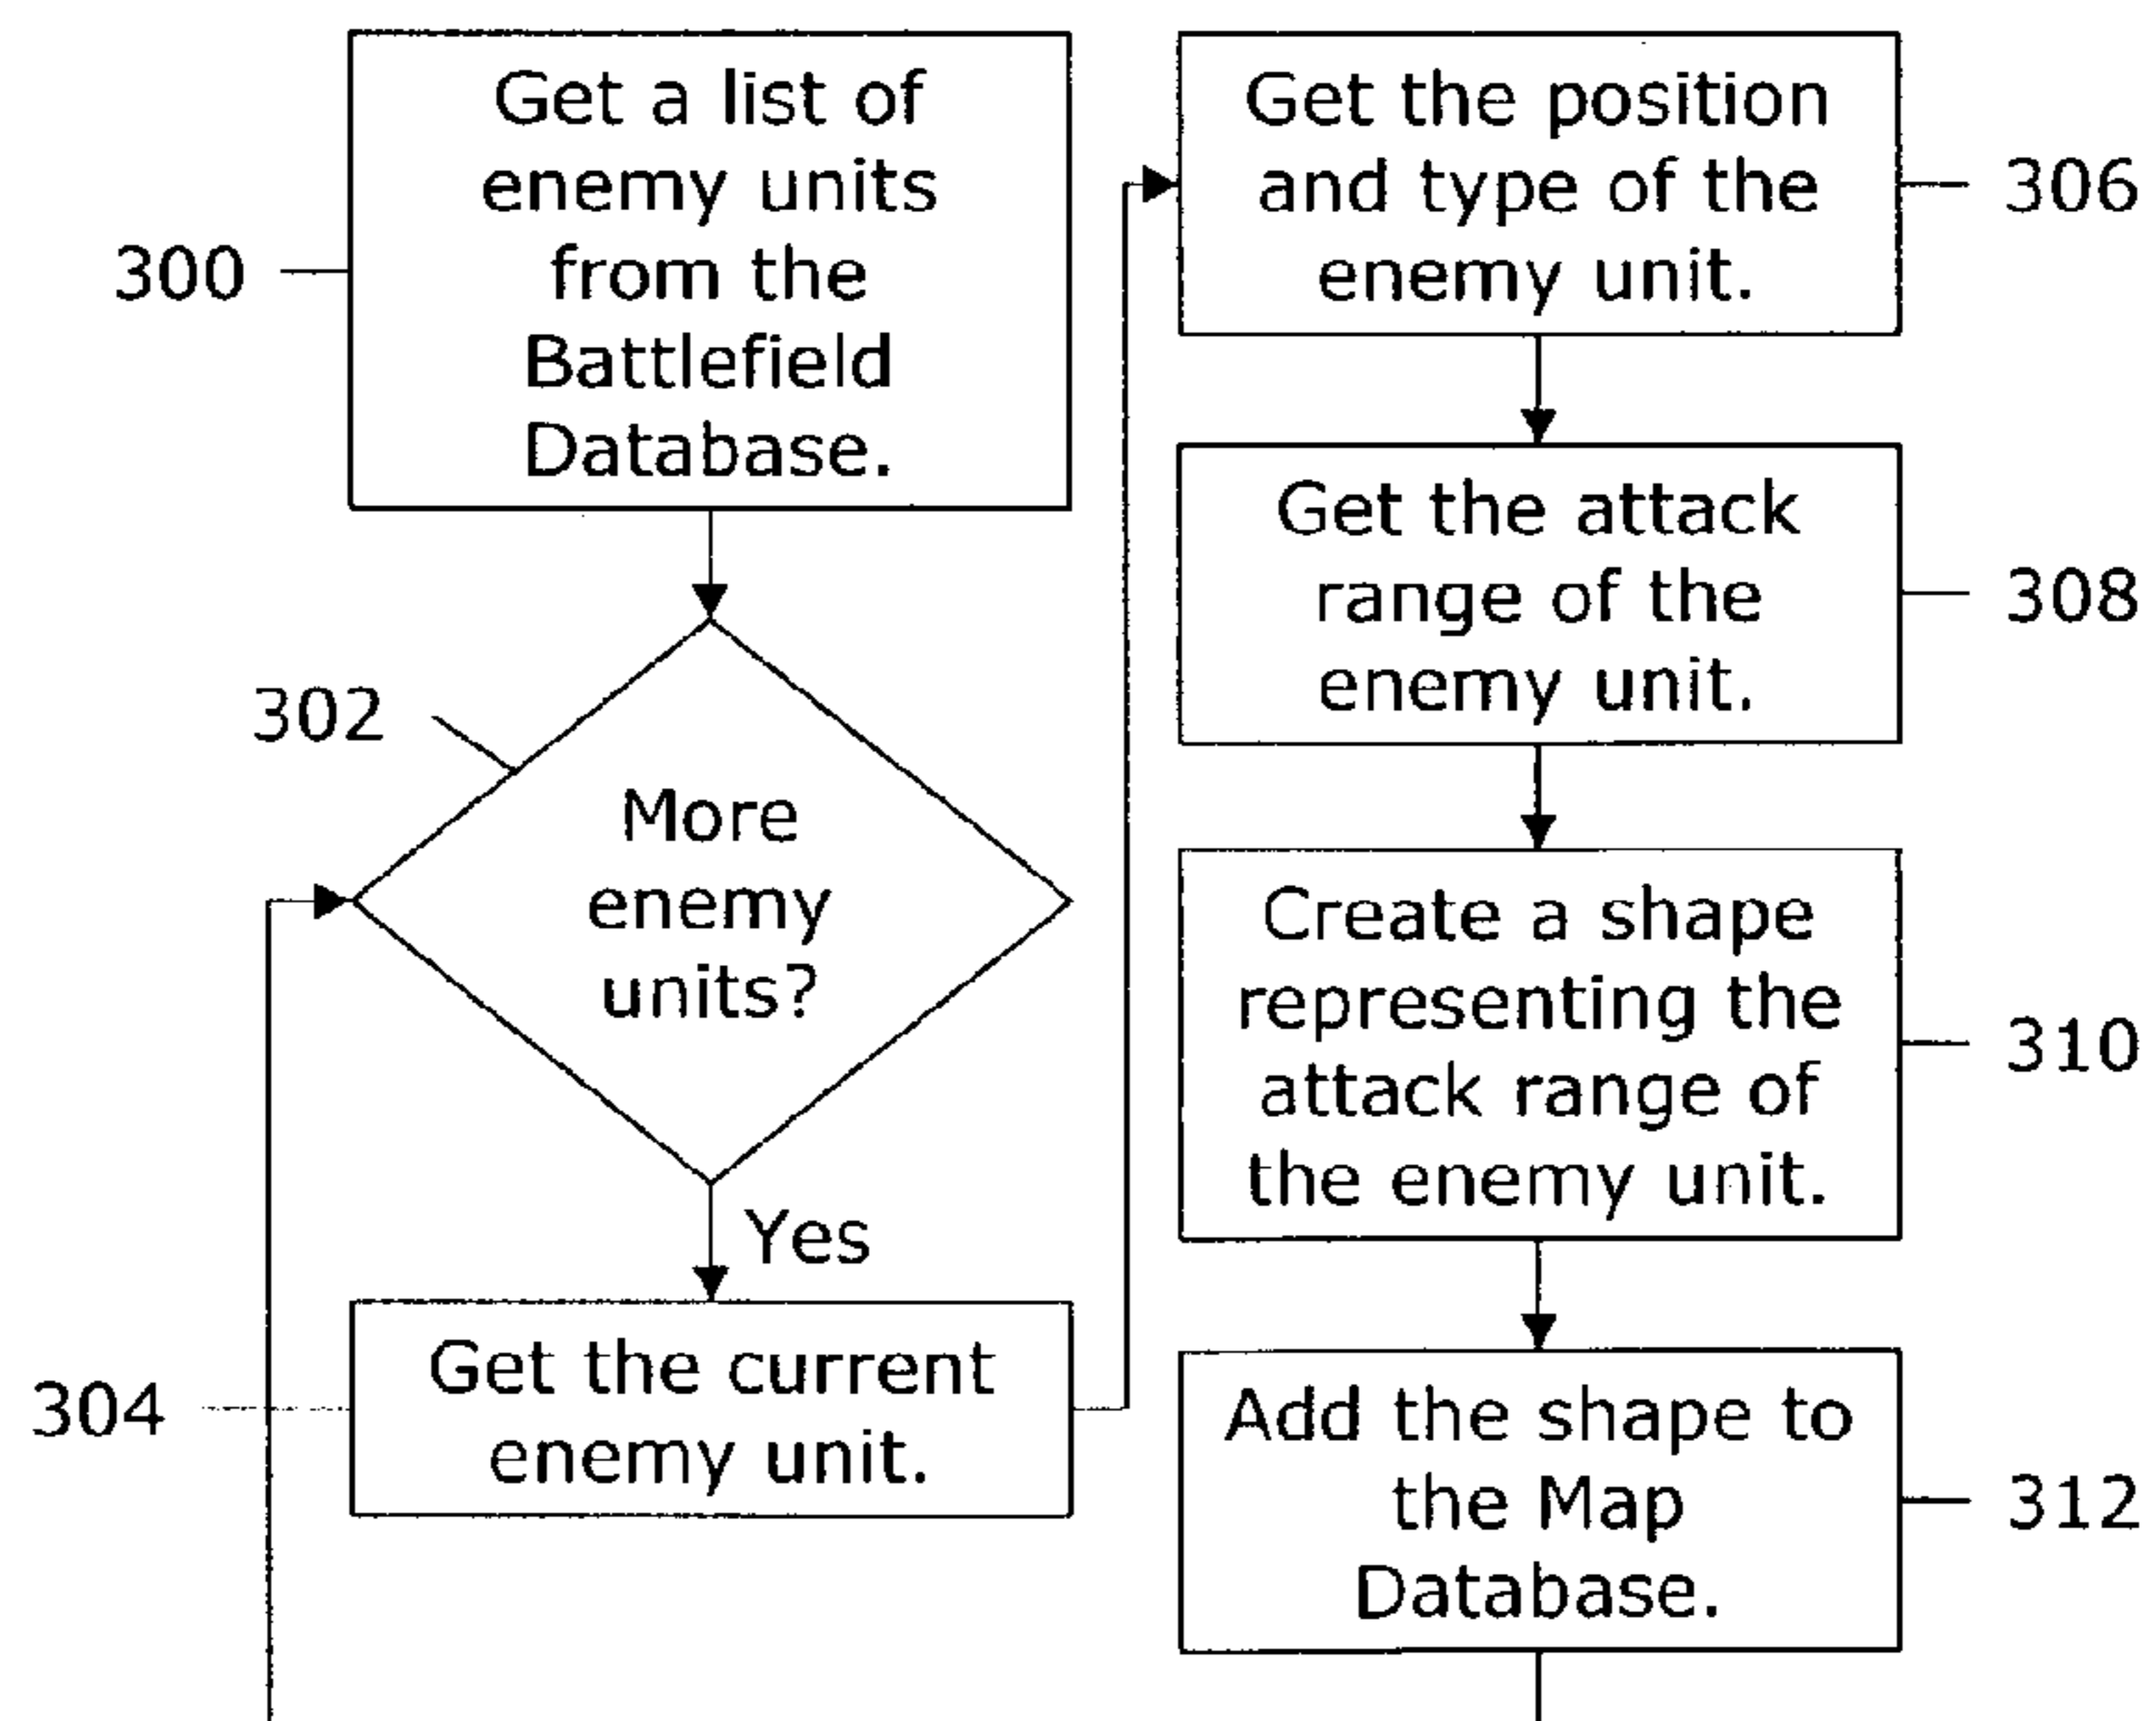 300
Get a list of
enemy units
from the
Battlefield
Database.
302
More
enemy
units?
Yes
304
Get the current
enemy unit.
Get the position
and type of the
enemy unit.
306
Get the attack
range of the
enemy unit.
308
Create a shape
representing the
attack range of
the enemy unit.
310
Add the shape to
the Map
Database.
312